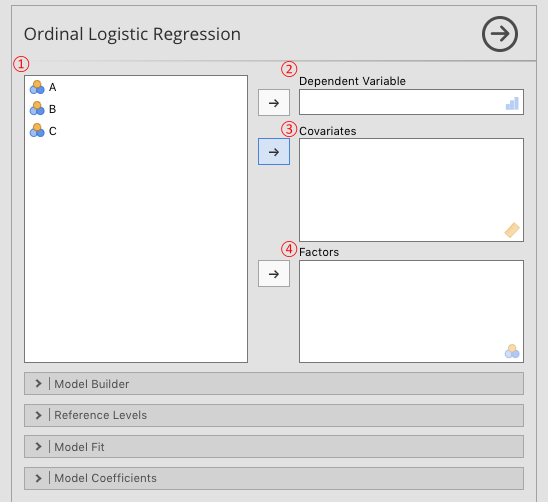 Ordinal Logistic Regression
①
②
Dependent Variable
A
B
C
③
Covariates
④
Factors
Model Builder
Reference Levels
Model Fit
Model Coefficients